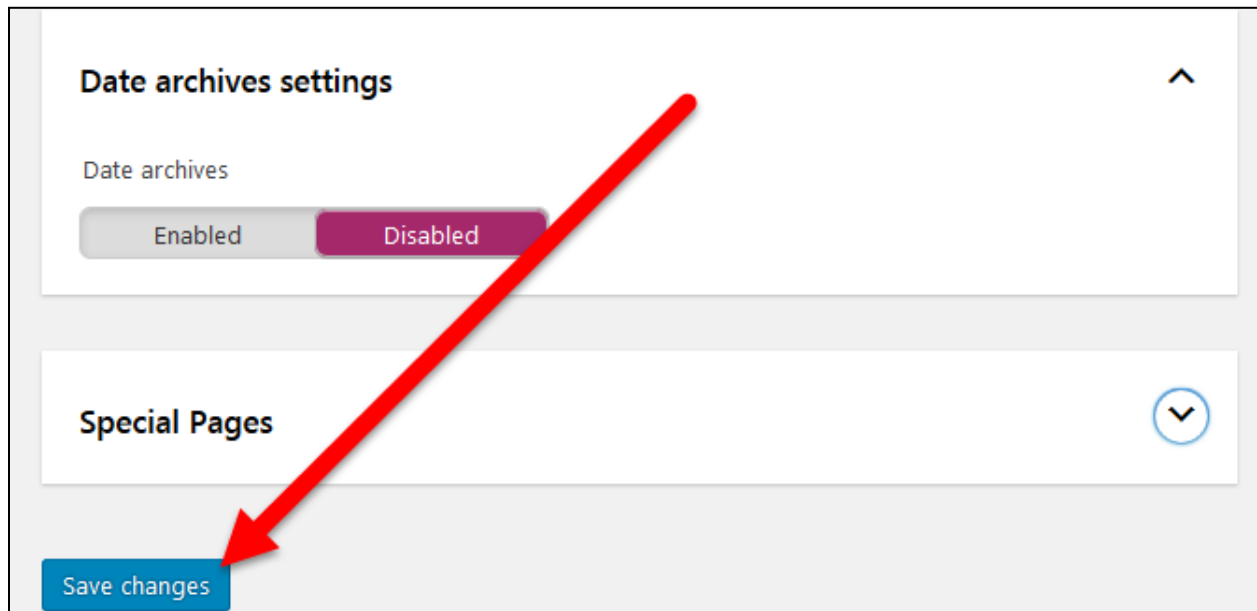 Date archives settings
Date archives
Enabled Disabled
Special Pages
Save changes